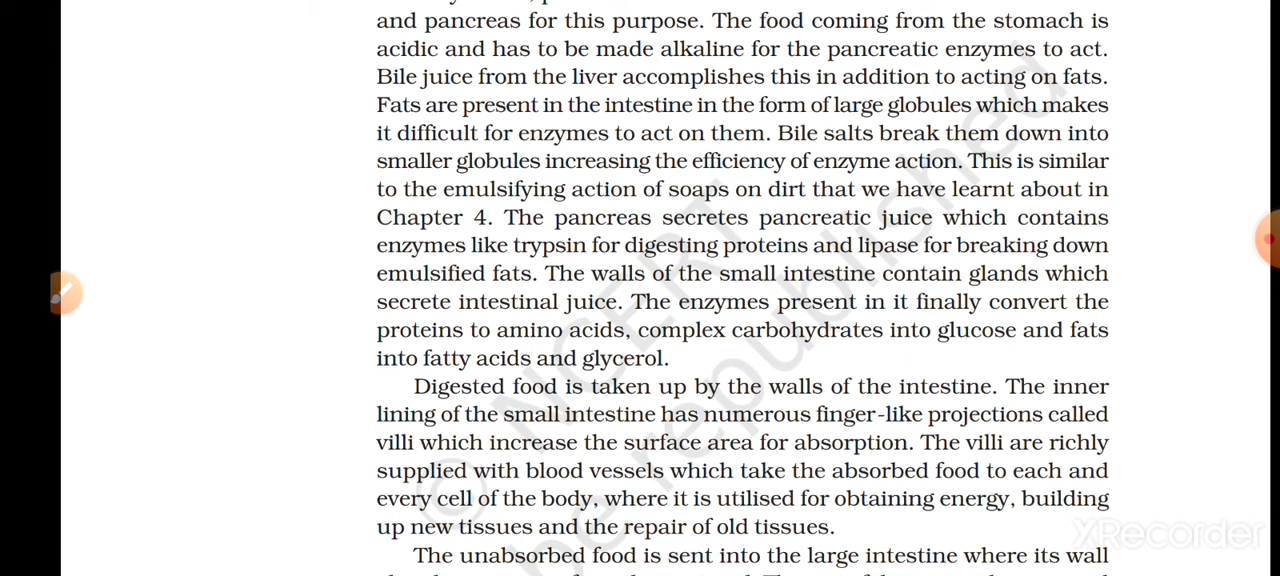 and pancreas for this purpose. The food coming from the stomach is
acidic and has to be made alkaline for the pancreatic enzymes to act.
Bile juice from the liver accomplishes this in addition to acting on fats.
Fats are present in the intestine in the form of large globules which makes
it difficult for enzymes to act on them. Bile salts break them down into
smaller globules increasing the efficiency of enzyme action. This is similar
to the emulsifying action of soaps on dirt that we have learnt about in
Chapter 4. The pancreas secretes pancreatic juice which contains
enzymes like trypsin for digesting proteins and lipase for breaking down
emulsified fats. The walls of the small intestine contain glands which
secrete intestinal juice. The enzymes present in it finally convert the
proteins to amino acids, complex carbohydrates into glucose and fats
into fatty acids and glycerol.
Digested food is taken up by the walls of the intestine. The inner
lining of the small intestine has numerous finger-like projections called
villi which increase the surface area for absorption. The villi are richly
supplied with blood vessels which take the absorbed food to each and
every cell of the body, where it is utilised for obtaining energy, building
up new tissues and the repair of old tissues.
The unabsorbed food is sent into the large intestine where its wall
© NCERT
be republished
XRecorder